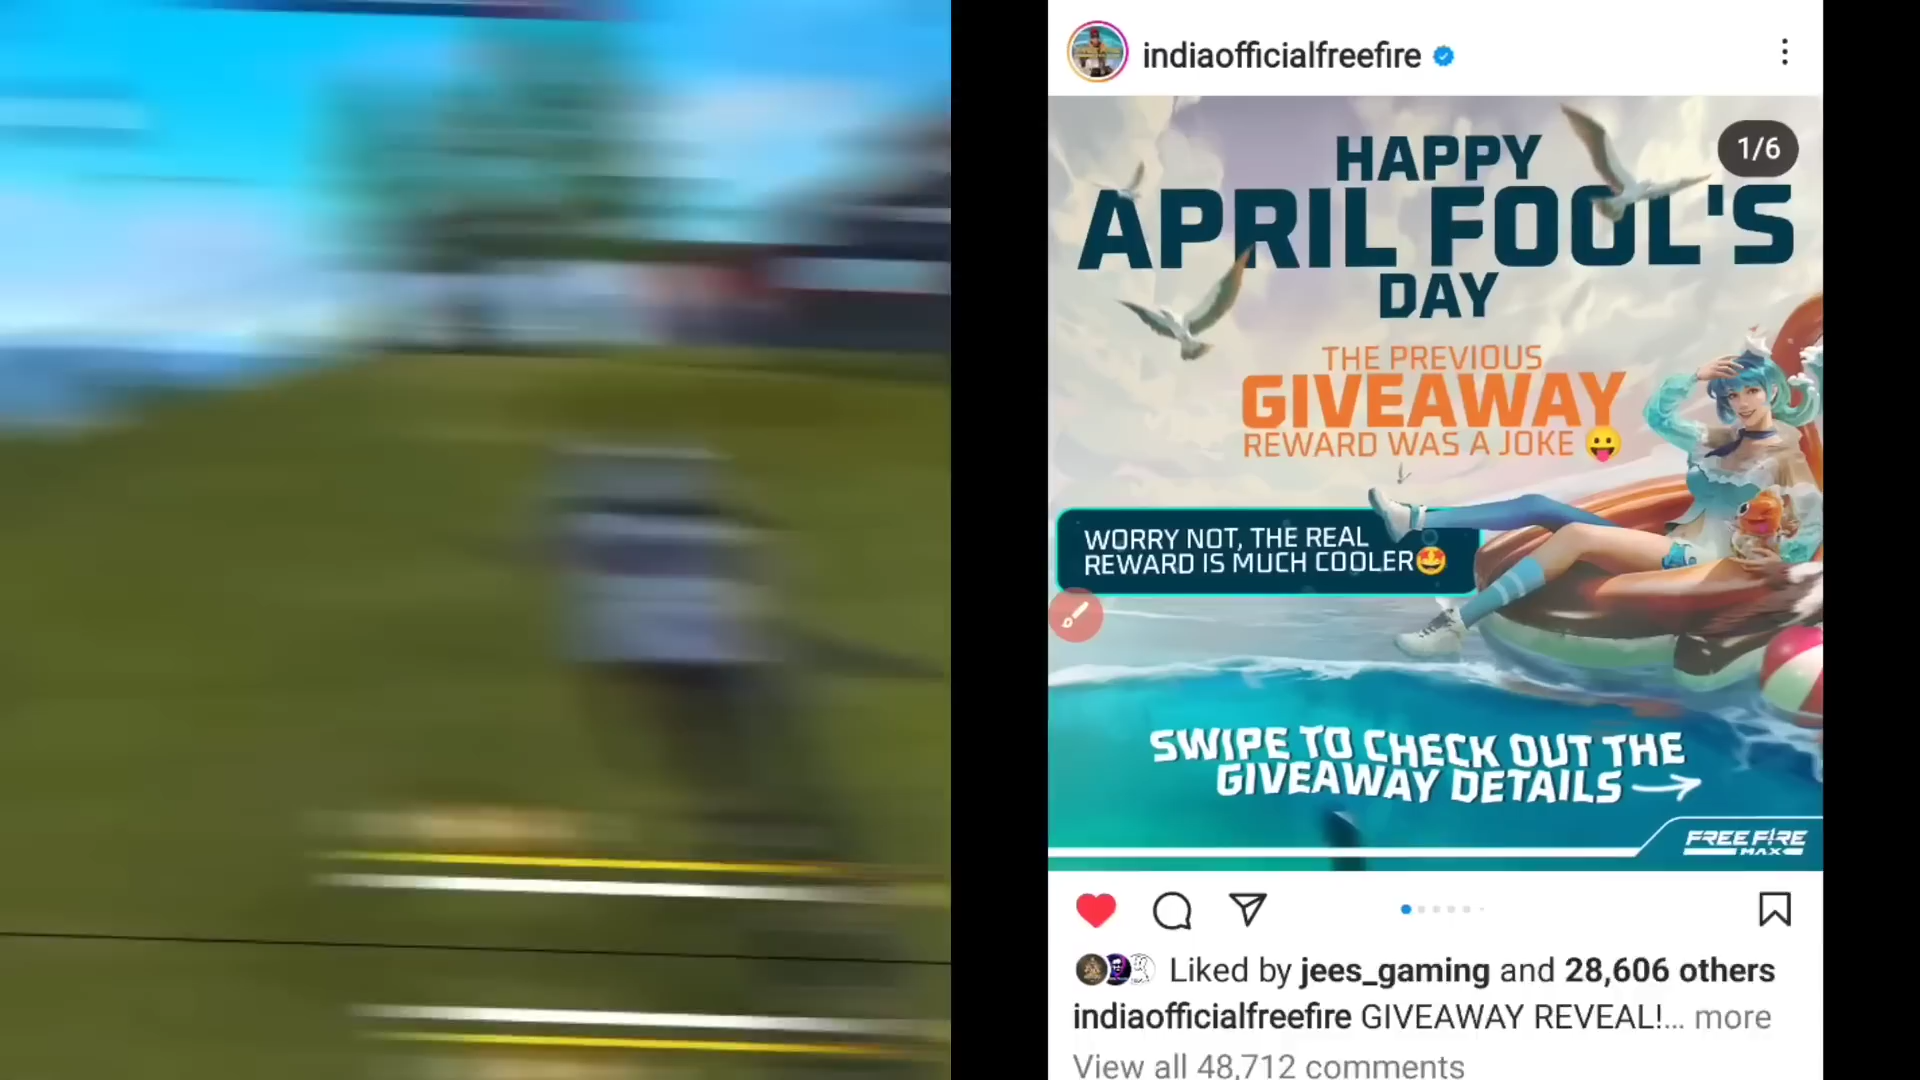 indiaofficialfreefire
1/6
HAPPY
APRIL FOOL'S
DAY
THE PREVIOUS
GIVEAWAY
REWARD WAS A JOKE 😛
WORRY NOT, THE REAL
REWARD IS MUCH COOLER🤩
SWIPE TO CHECK OUT THE
GIVEAWAY DETAILS →
FREE FIRE
MAX
Liked by jees_gaming and 28,606 others
indiaofficialfreefire GIVEAWAY REVEAL!... more
View all 48,712 comments